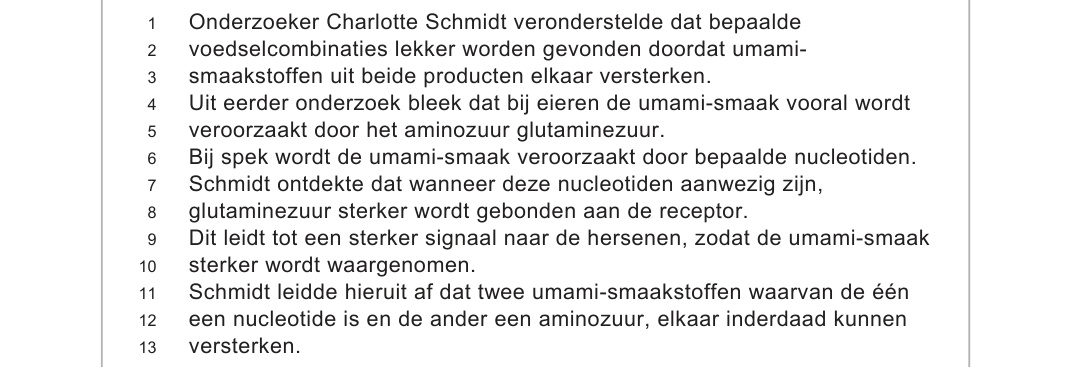 1 Onderzoeker Charlotte Schmidt veronderstelde dat bepaalde
2 voedselcombinaties lekker worden gevonden doordat umami-
3 smaakstoffen uit beide producten elkaar versterken.
4 Uit eerder onderzoek bleek dat bij eieren de umami-smaak vooral wordt
5 veroorzaakt door het aminozuur glutaminezuur.
6 Bij spek wordt de umami-smaak veroorzaakt door bepaalde nucleotiden.
7 Schmidt ontdekte dat wanneer deze nucleotiden aanwezig zijn,
8 glutaminezuur sterker wordt gebonden aan de receptor.
9 Dit leidt tot een sterker signaal naar de hersenen, zodat de umami-smaak
10 sterker wordt waargenomen.
11 Schmidt leidde hieruit af dat twee umami-smaakstoffen waarvan de één
12 een nucleotide is en de ander een aminozuur, elkaar inderdaad kunnen
13 versterken.